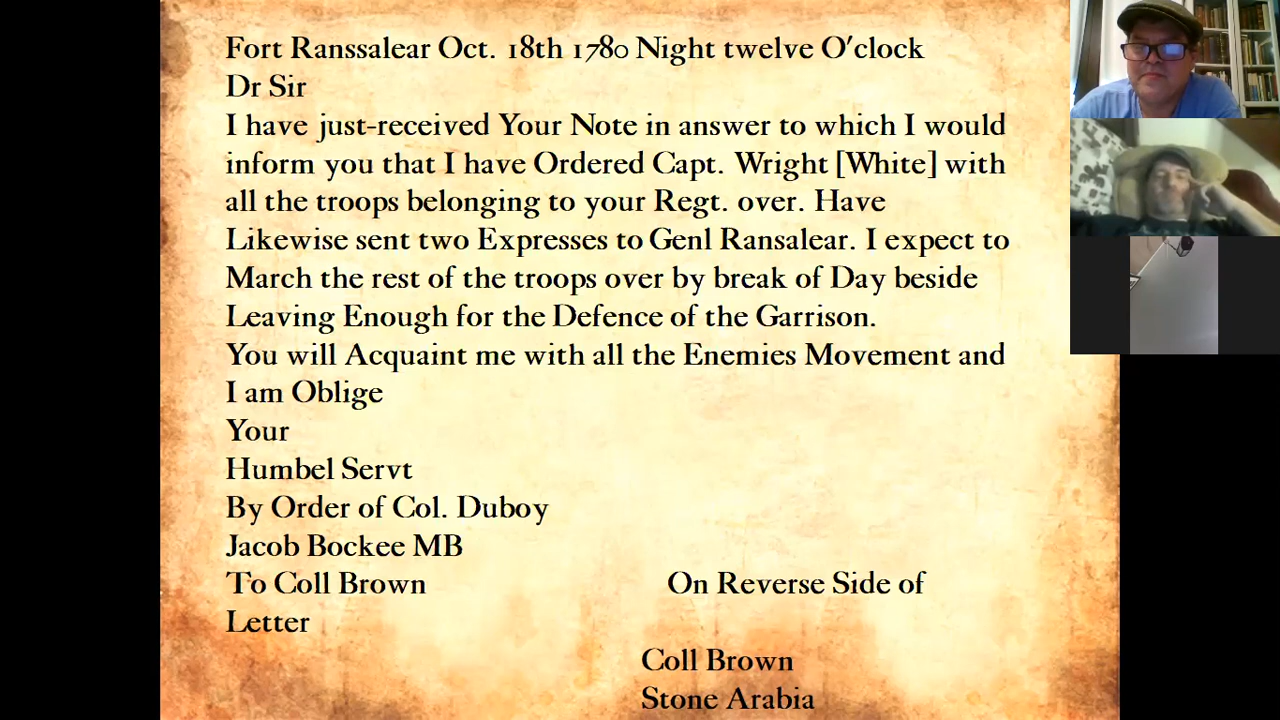 Fort Ranssalear Oct. 18th 1780 Night twelve O'clock
Dr Sir
I have just-received Your Note in answer to which I would
inform you that I have Ordered Capt. Wright [White] with
all the troops belonging to your Regt. over. Have
Likewise sent two Expresses to Genl Ransalear. I expect to
March the rest of the troops over by break of Day beside
Leaving Enough for the Defence of the Garrison.
You will Acquaint me with all the Enemies Movement and
I am Oblige
Your
Humbel Servt
By Order of Col. Duboy
Jacob Bockee MB
To Coll Brown On Reverse Side of
Letter
Coll Brown
Stone Arabia